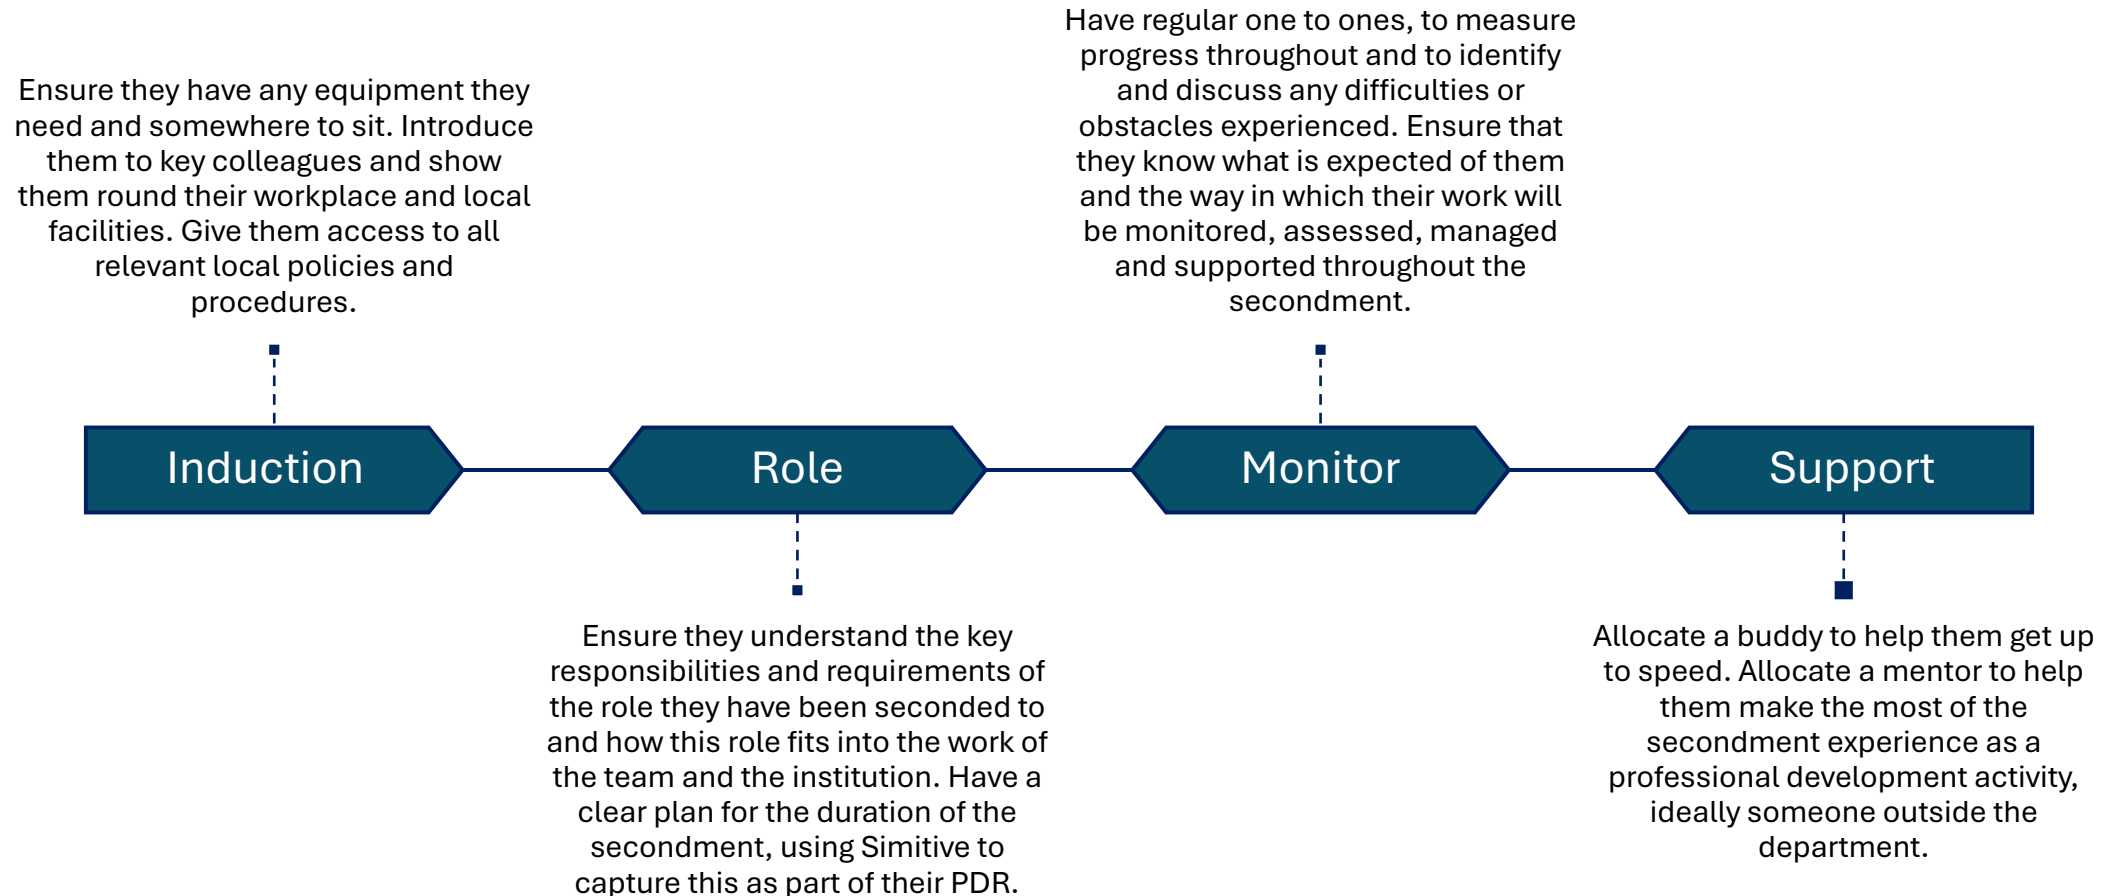 Ensure they have any equipment they
need and somewhere to sit. Introduce
them to key colleagues and show
them round their workplace and local
facilities. Give them access to all
relevant local policies and
procedures.
Induction
Ensure they understand the key
responsibilities and requirements of
the role they have been seconded to
and how this role fits into the work of
the team and the institution. Have a
clear plan for the duration of the
secondment, using Simitive to
capture this as part of their PDR.
Role
Have regular one to ones, to measure
progress throughout and to identify
and discuss any difficulties or
obstacles experienced. Ensure that
they know what is expected of them
and the way in which their work will
be monitored, assessed, managed
and supported throughout the
secondment.
Monitor
Allocate a buddy to help them get up
to speed. Allocate a mentor to help
them make the most of the
secondment experience as a
professional development activity,
ideally someone outside the
department.
Support